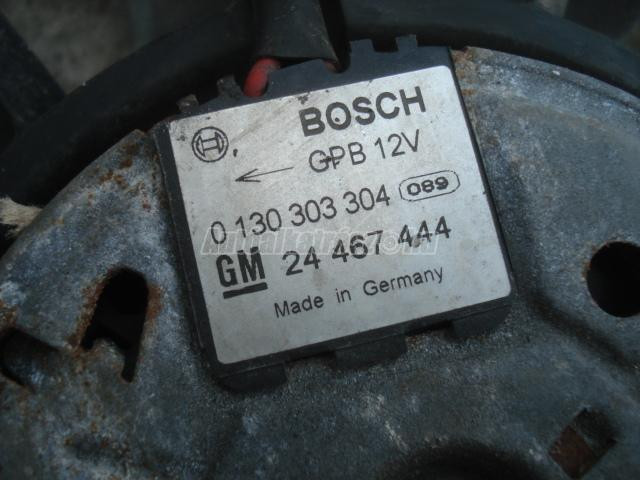 BOSCH
GPB 12V
0 130 303 304 089
GM 24 467 444
Made in Germany